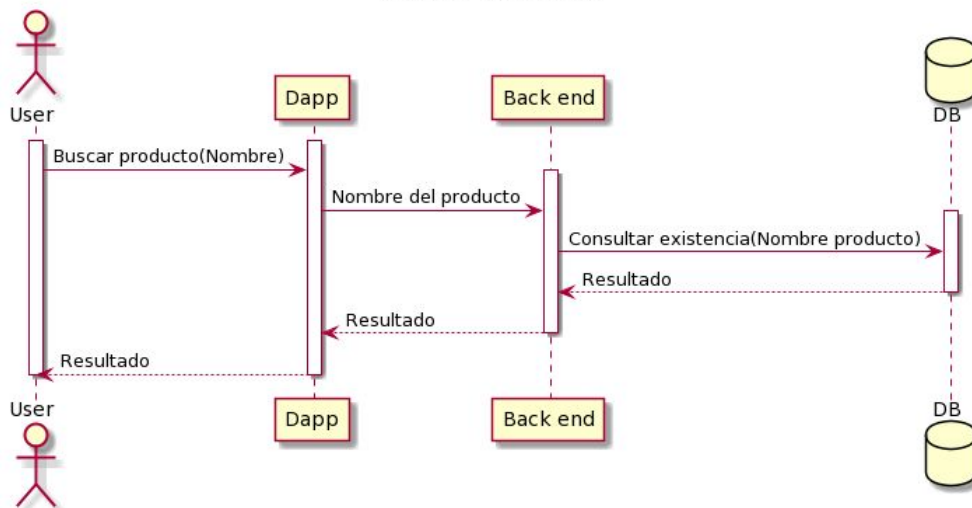 User
Dapp
Back end
DB
Buscar producto(Nombre)
Nombre del producto
Consultar existencia(Nombre producto)
Resultado
Resultado
Resultado
User
Dapp
Back end
DB